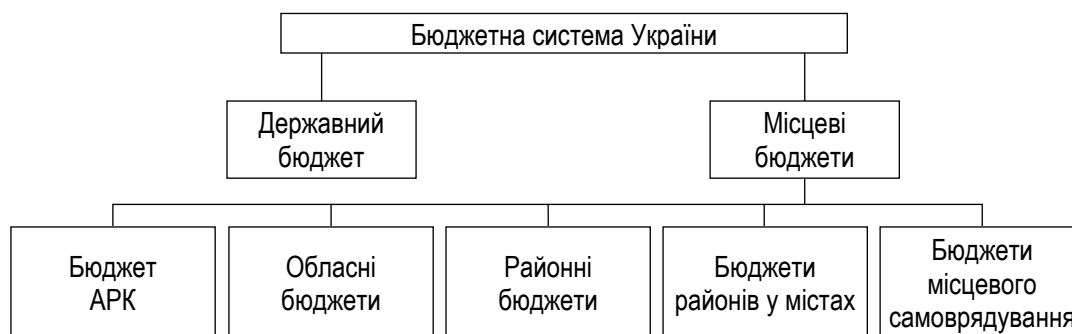 Бюджетна система України
Державний
бюджет
Місцеві
бюджети
Бюджет
АРК
Обласні
бюджети
Районні
бюджети
Бюджети
районів у містах
Бюджети
місцевого
самоврядування